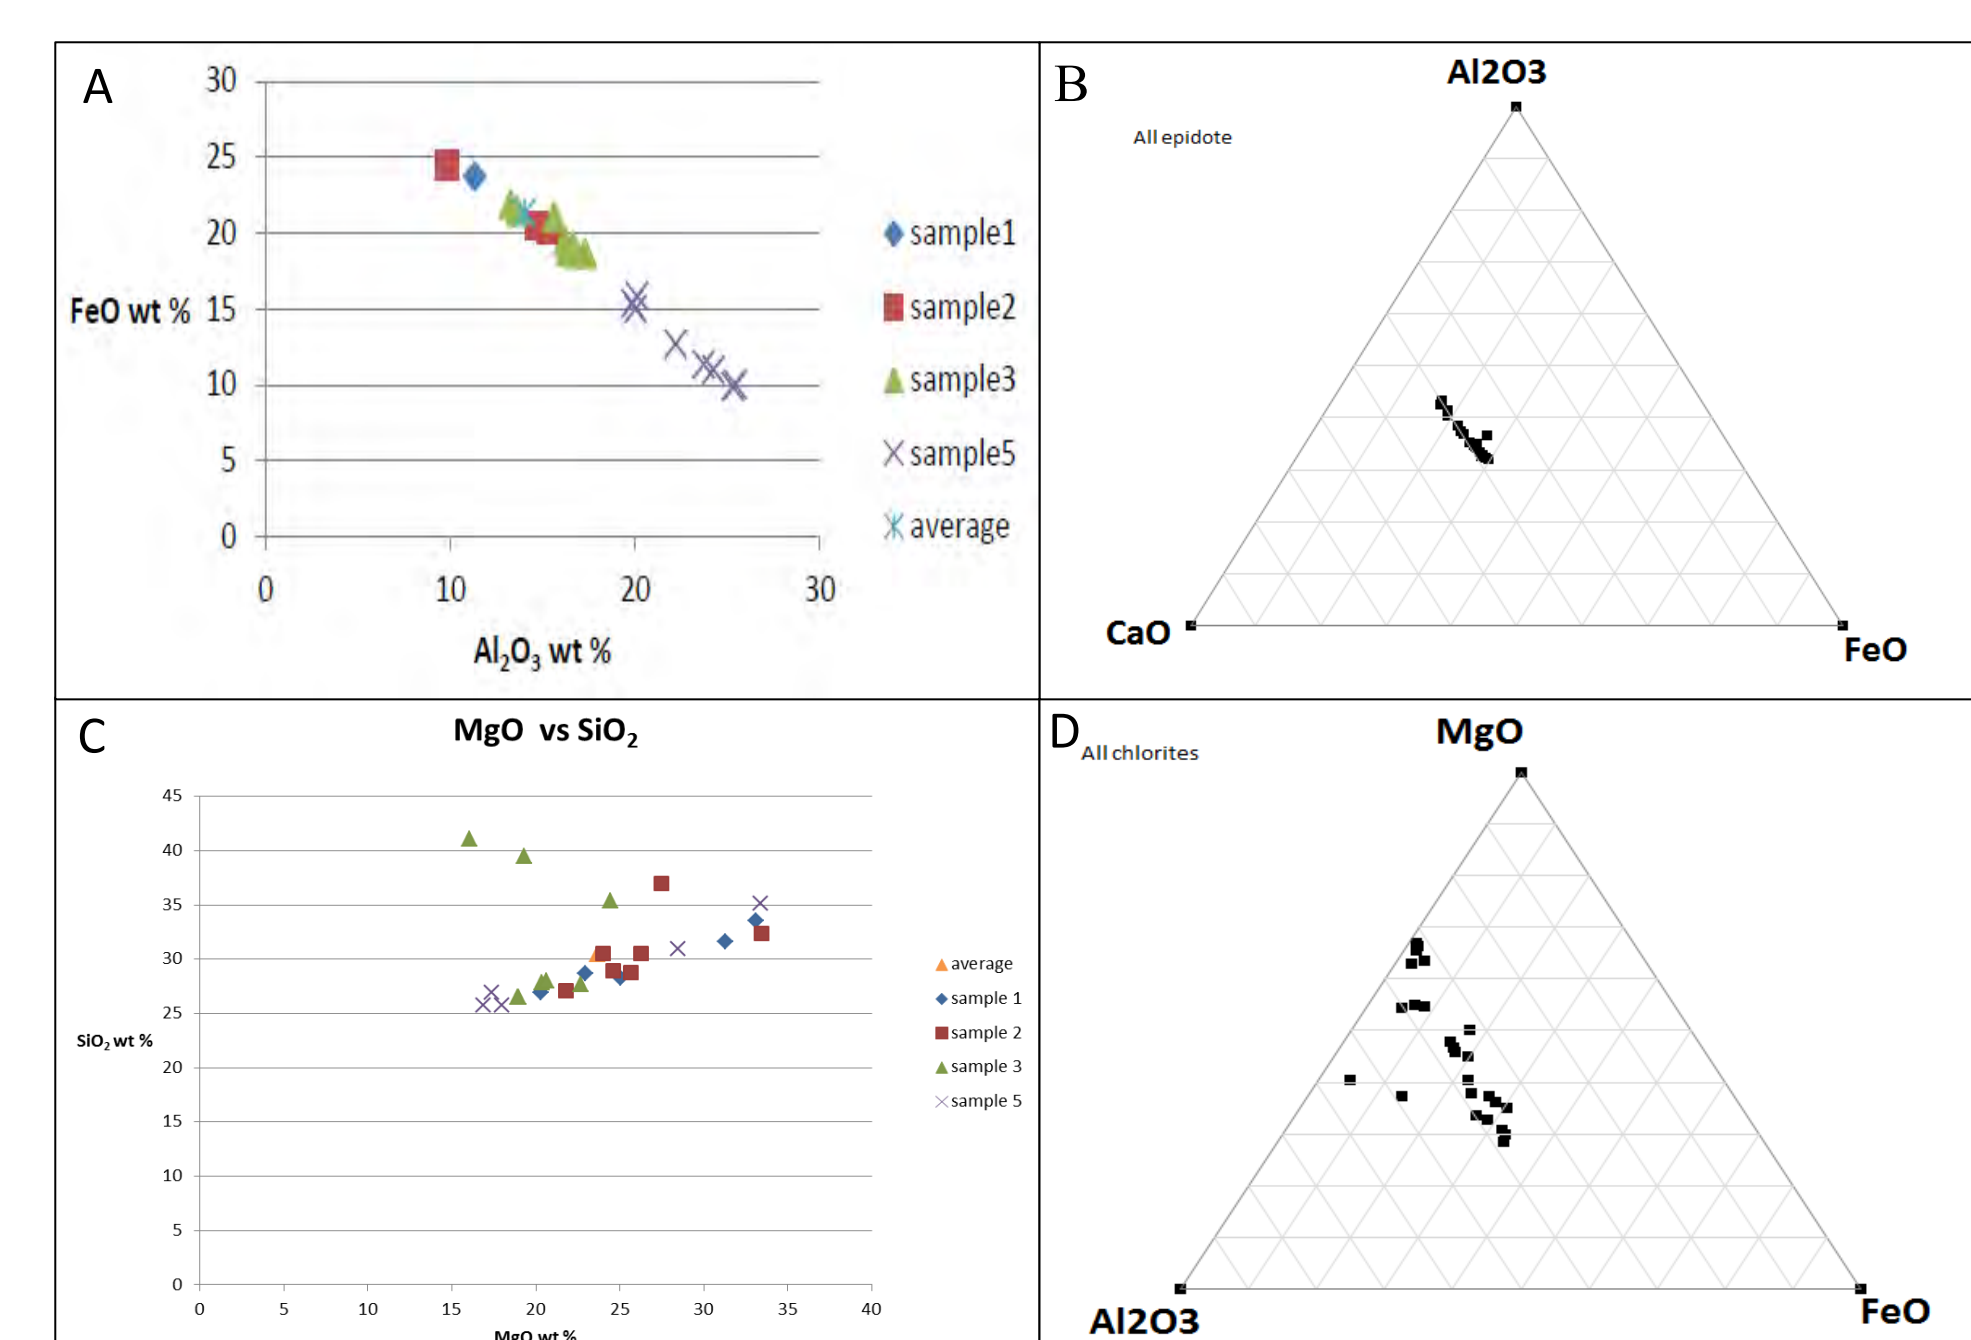 A
30
25
20
15
10
5
0
FeO wt %
0 10 20 30
Al₂O₃ wt %
sample1
sample2
sample3
sample5
average
B
Al2O3
All epidote
CaO
FeO
C
MgO vs SiO₂
45
40
35
30
25
20
15
10
5
0
SiO₂ wt %
0 5 10 15 20 25 30 35 40
MgO wt %
average
sample 1
sample 2
sample 3
sample 5
D
MgO
All chlorites
Al2O3
FeO